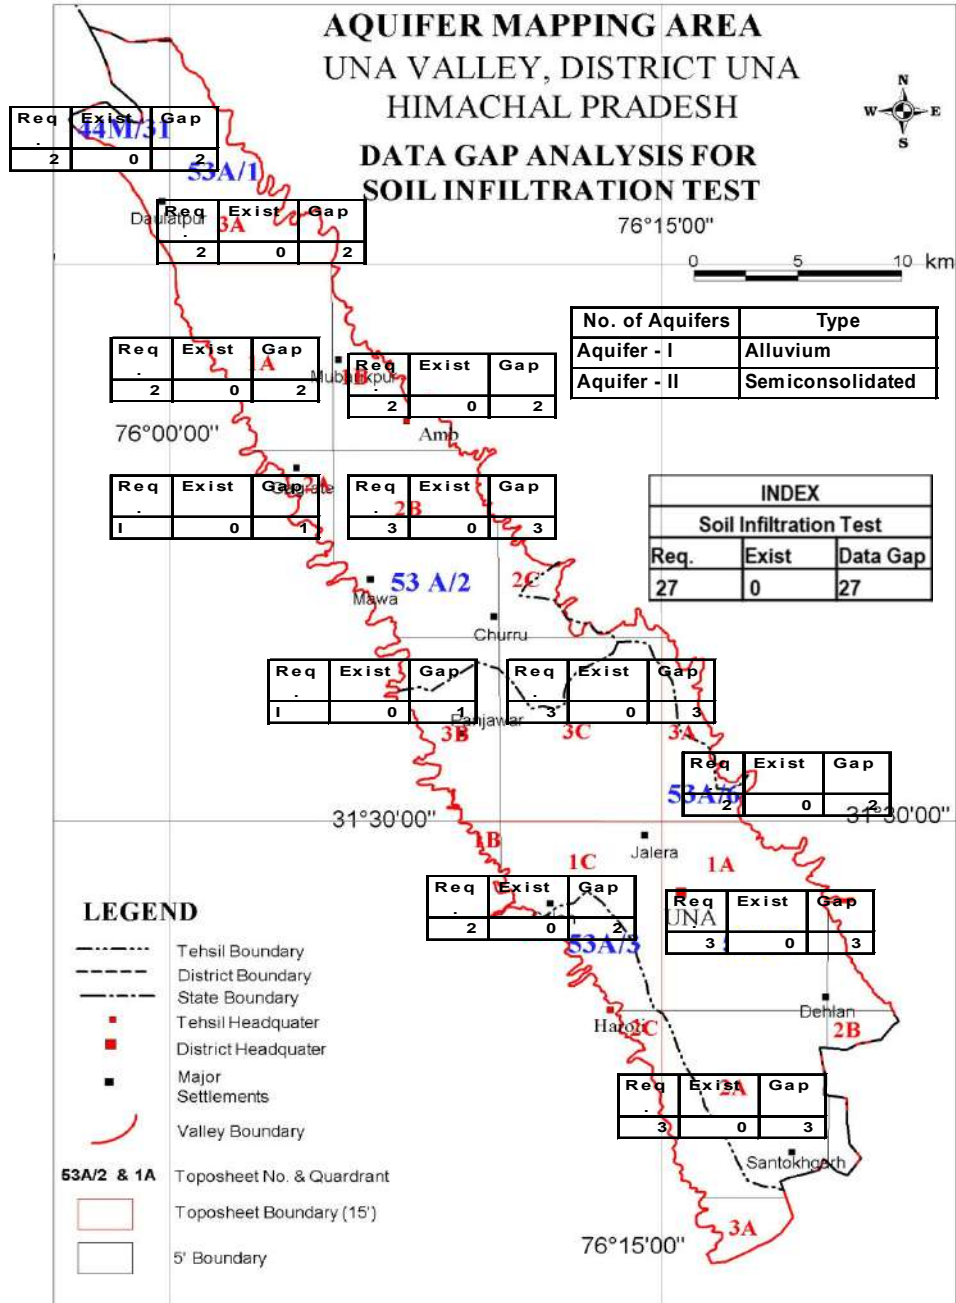 AQUIFER MAPPING AREA
UNA VALLEY, DISTRICT UNA
HIMACHAL PRADESH
DATA GAP ANALYSIS FOR
SOIL INFILTRATION TEST
N
W E
S
76°15'00"
0 5 10 km
Req. Exist Gap
44M/31
2 0 2
53A/1
Daulatpur
Req. Exist Gap
3A
2 0 2
No. of Aquifers Type
Aquifer - I Alluvium
Aquifer - II Semiconsolidated
Req. Exist Gap
1A
2 0 2
Mubarikpur
Req. Exist Gap
1B
2 0 2
Amb
76°00'00"
Req. Exist Gap
2A
I 0 1
Req. Exist Gap
2B
3 0 3
INDEX
Soil Infiltration Test
Req. Exist Data Gap
27 0 27
2C
53 A/2
Mawa
Churru
Req. Exist Gap
I 0 1
Panjawar
3B
Req. Exist Gap
3 0 3
3C
3A
Req. Exist Gap
53A/6
2 0 2
31°30'00"
31°30'00"
1B
Jalera
1C
1A
Req. Exist Gap
2 0 2
53A/3
Req. Exist Gap
UNA
3 0 3
Dehlan
2B
Haroli
2C
Req. Exist Gap
2A
3 0 3
Santokhgarh
3A
76°15'00"
LEGEND
Tehsil Boundary
District Boundary
State Boundary
Tehsil Headquater
District Headquater
Major
Settlements
Valley Boundary
53A/2 & 1A Toposheet No. & Quardrant
Toposheet Boundary (15')
5' Boundary